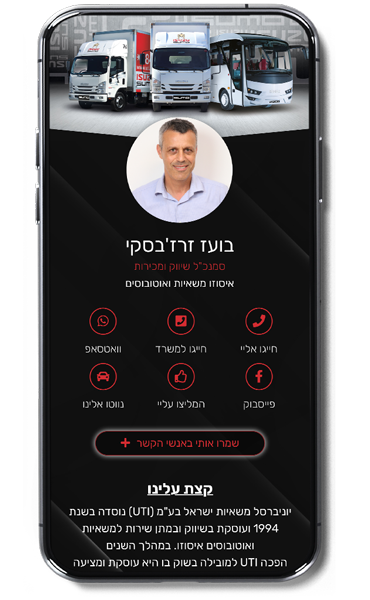 בועז זרז'בסקי
סמנכ"ל שיווק ומכירות
איסוזו משאיות ואוטובוסים
חייגו אליי
חייגו למשרד
וואטסאפ
פייסבוק
המליצו עליי
נווטו אלינו
שמרו אותי באנשי הקשר +
קצת עלינו
יוניברסל משאיות ישראל בע"מ (UTI) נוסדה בשנת
1994 ועוסקת בשיווק ובמתן שירות למשאיות
ואוטובוסים איסוזו. במהלך השנים
הפכה UTI למובילה בשוק בו היא עוסקת ומציעה